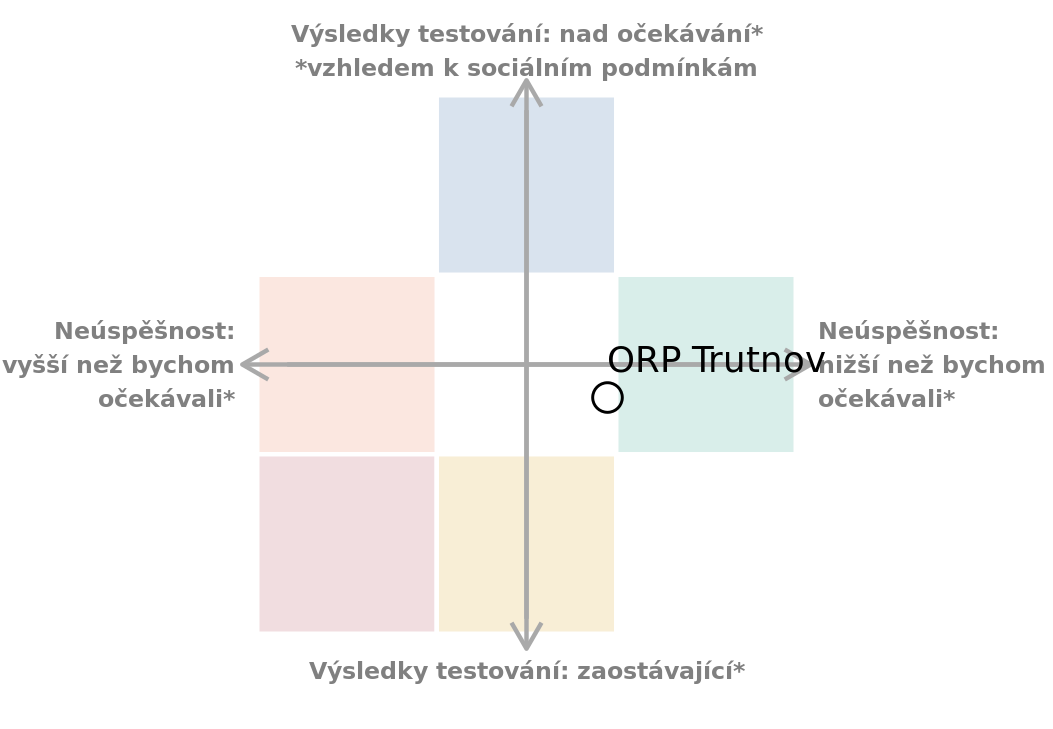 Výsledky testování: nad očekávání*
*vzhledem k sociálním podmínkám
Neúspěšnost:
vyšší než bychom
očekávali*
ORP Trutnov
Neúspěšnost:
nižší než bychom
očekávali*
Výsledky testování: zaostávající*